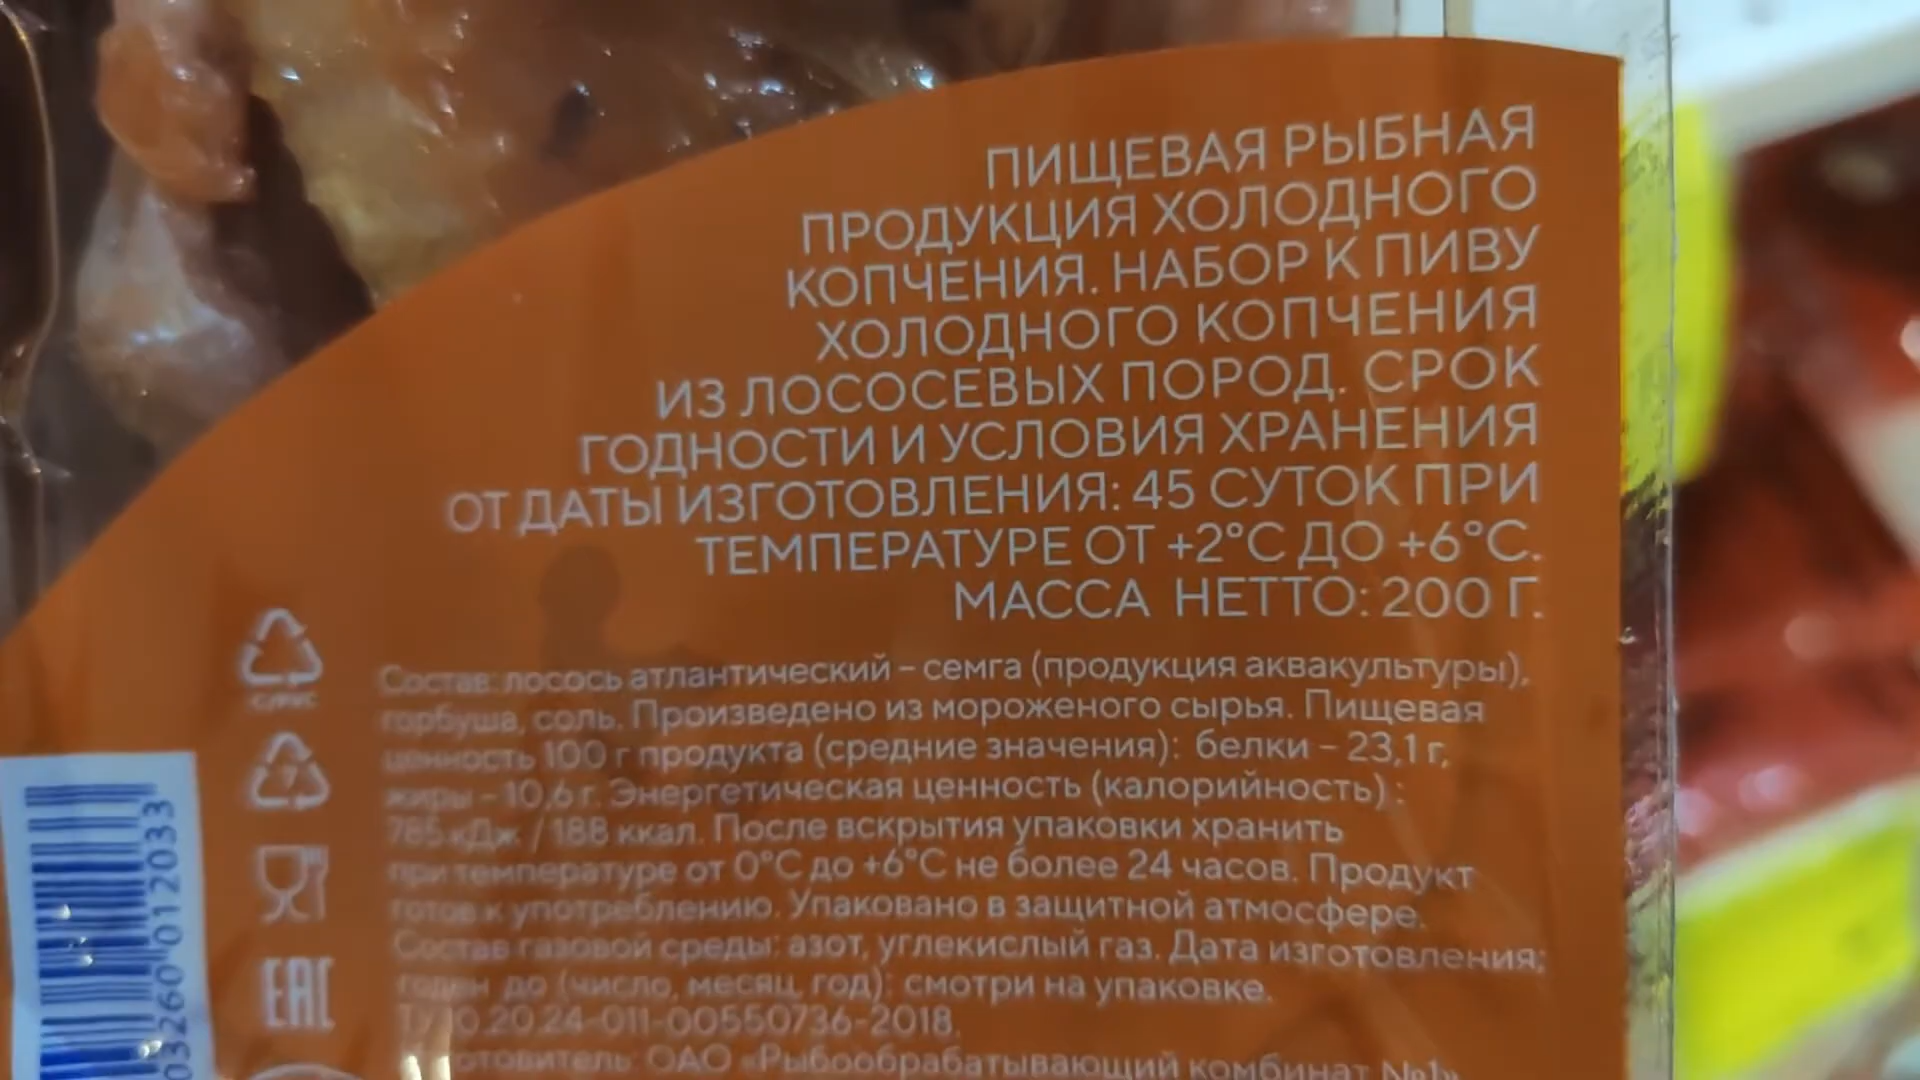 ПИЩЕВАЯ РЫБНАЯ
ПРОДУКЦИЯ ХОЛОДНОГО
КОПЧЕНИЯ. НАБОР К ПИВУ
ХОЛОДНОГО КОПЧЕНИЯ
ИЗ ЛОСОСЕВЫХ ПОРОД. СРОК
ГОДНОСТИ И УСЛОВИЯ ХРАНЕНИЯ
ОТ ДАТЫ ИЗГОТОВЛЕНИЯ: 45 СУТОК ПРИ
ТЕМПЕРАТУРЕ ОТ +2°C ДО +6°C.
МАССА НЕТТО: 200 Г.
Состав: лосось атлантический – семга (продукция аквакультуры),
горбуша, соль. Произведено из мороженого сырья. Пищевая
ценность 100 г продукта (средние значения): белки – 23,1 г,
жиры – 10,6 г. Энергетическая ценность (калорийность) :
785 кДж / 188 ккал. После вскрытия упаковки хранить
при температуре от 0°C до +6°C не более 24 часов. Продукт
готов к употреблению. Упаковано в защитной атмосфере.
Состав газовой среды: азот, углекислый газ. Дата изготовления;
годен до (число, месяц, год): смотри на упаковке.
ТУ 10.20.24-011-00550736-2018.
ОАО «Рыбообрабатывающий комбинат №1»
7
EAC
03260 012033